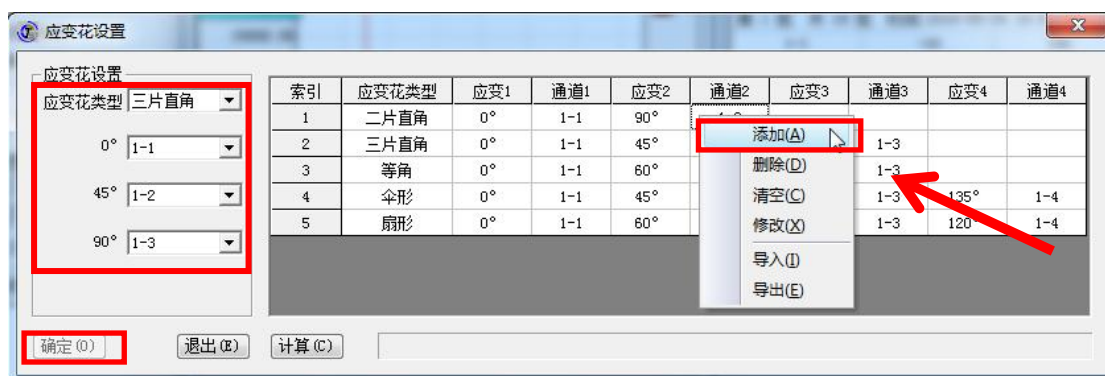 应变花设置
应变花设置
应变花类型 三片直角
0° 1-1
45° 1-2
90° 1-3
索引 应变花类型 应变1 通道1 应变2 通道2 应变3 通道3 应变4 通道4
1 二片直角 0° 1-1 90°
2 三片直角 0° 1-1 45° 1-3
3 等角 0° 1-1 60° 1-3
4 伞形 0° 1-1 45° 1-3 135° 1-4
5 扇形 0° 1-1 60° 1-3 120° 1-4
添加(A)
删除(D)
清空(C)
修改(X)
导入(I)
导出(E)
确定(O) 退出(E) 计算(C)